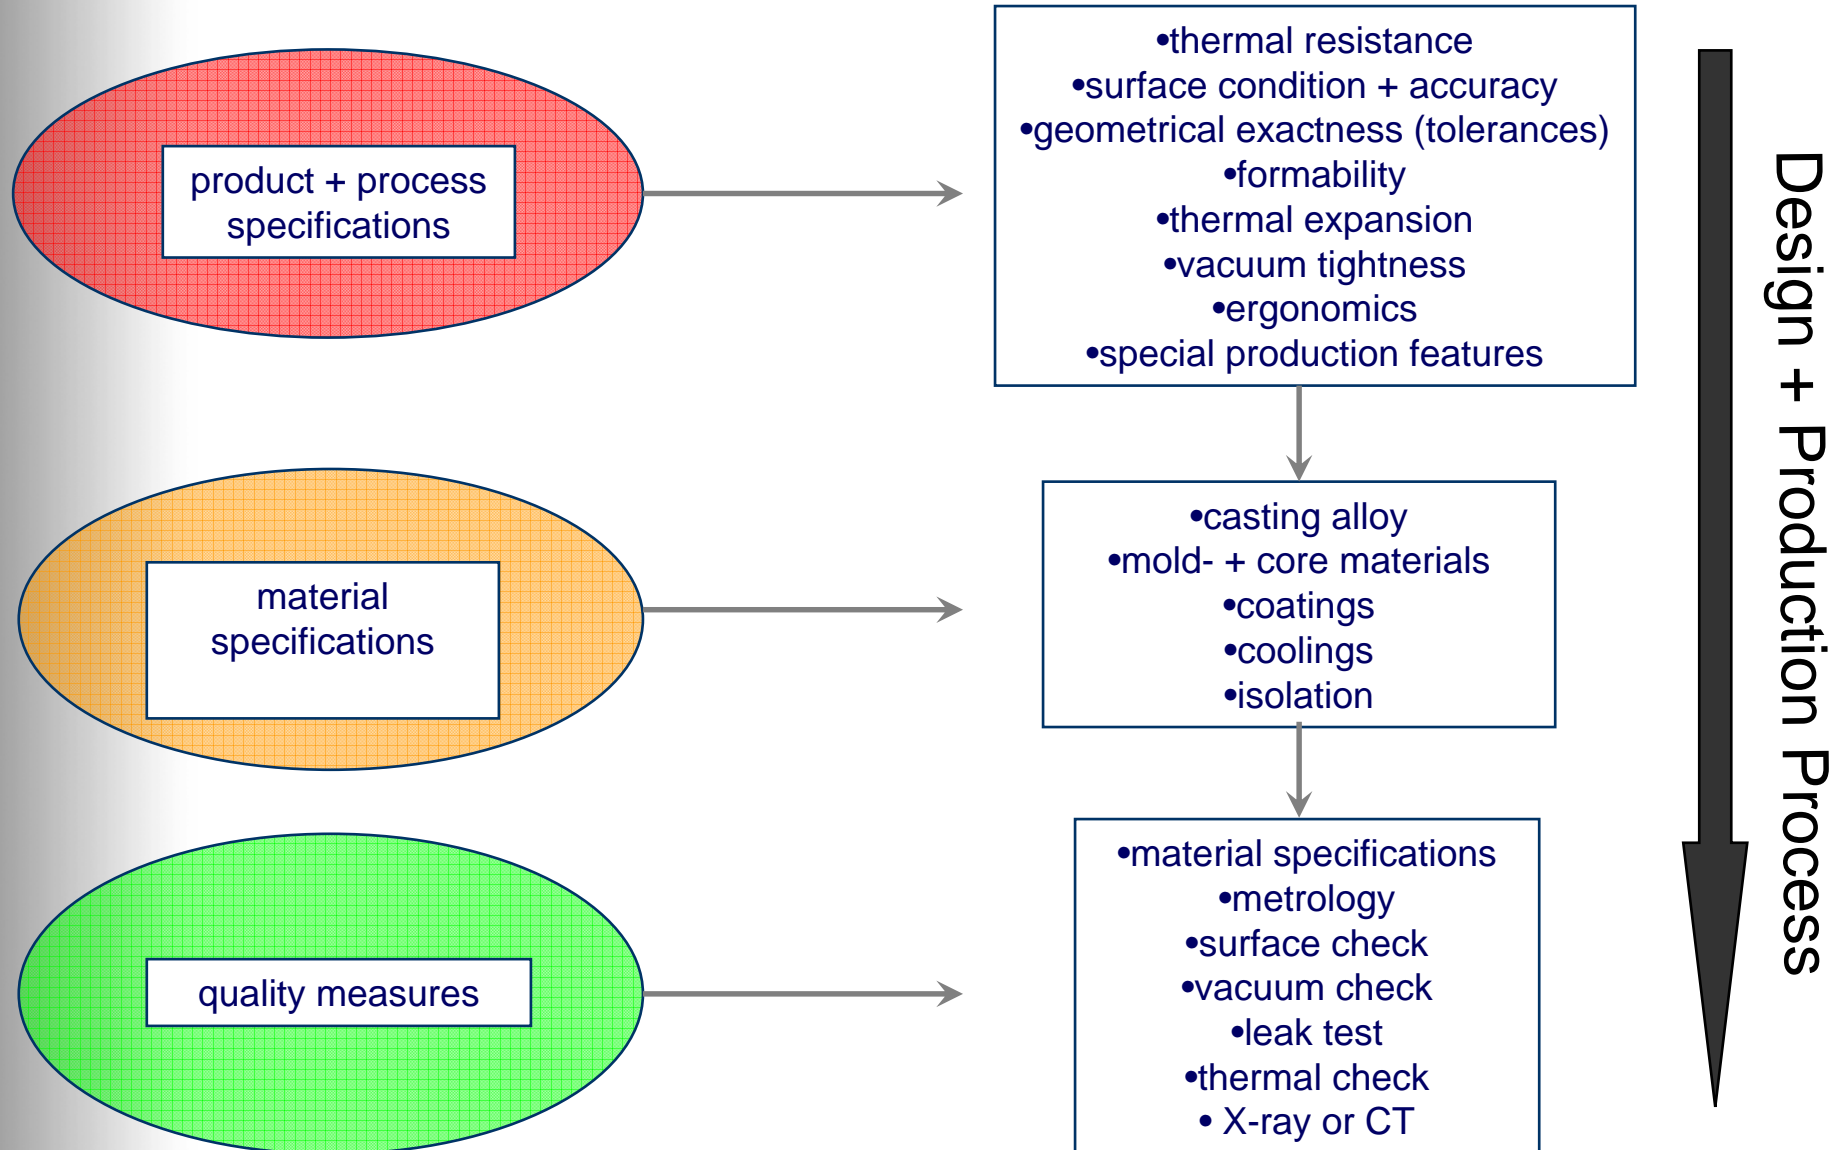 product + process
specifications
•thermal resistance
•surface condition + accuracy
•geometrical exactness (tolerances)
•formability
•thermal expansion
•vacuum tightness
•ergonomics
•special production features
material
specifications
•casting alloy
•mold- + core materials
•coatings
•coolings
•isolation
quality measures
•material specifications
•metrology
•surface check
•vacuum check
•leak test
•thermal check
• X-ray or CT
Design + Production Process